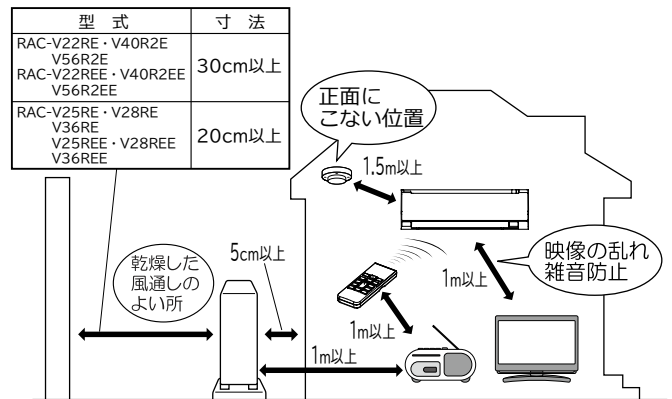 型 式 寸 法
RAC-V22RE・V40R2E
V56R2E
RAC-V22REE・V40R2EE
V56R2EE
30cm以上
RAC-V25RE・V28RE
V36RE
V25REE・V28REE
V36REE
20cm以上
正面に
こない位置
1.5m以上
乾燥した
風通しの
よい所
5cm以上
1m以上
映像の乱れ
雑音防止
1m以上
1m以上